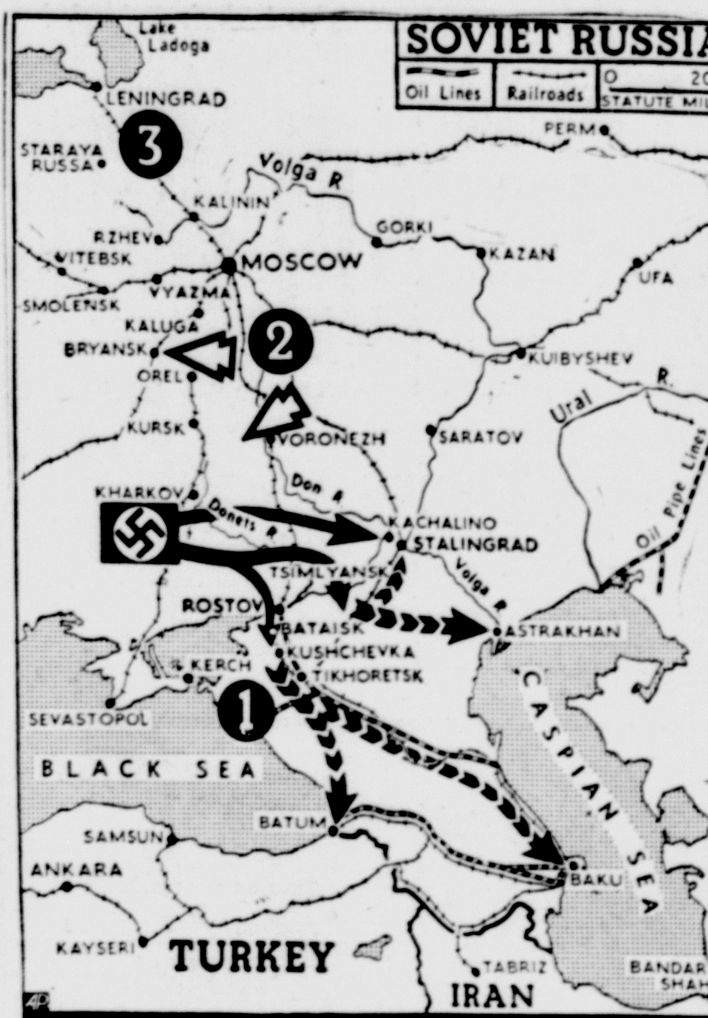 SOVIET RUSSIA
Oil Lines
Railroads
0 20
STATUTE MIL
Lake
Ladoga
LENINGRAD
STARAYA
RUSSA
3
PERM
Volga R
KALININ
RZHEV
GORKI
VITEBSK
MOSCOW
KAZAN
UFA
SMOLENSK
VYAZMA
KALUGA
2
BRYANSK
KUIBYSHEV
OREL
Ural R.
KURSK
VORONEZH
SARATOV
Don R
KHARKOV
Donets R
KACHALINO
Oil Pipe Lines
STALINGRAD
TSIMLYANSK
Volga R
ROSTOV
BATAISK
ASTRAKHAN
KUSHCHEVKA
KERCH
TIKHORETSK
1
SEVASTOPOL
CASPIAN SEA
BLACK SEA
BATUM
SAMSUN
ANKARA
BAKU
KAYSERI
TURKEY
TABRIZ
IRAN
BANDAR
SHAH
AP